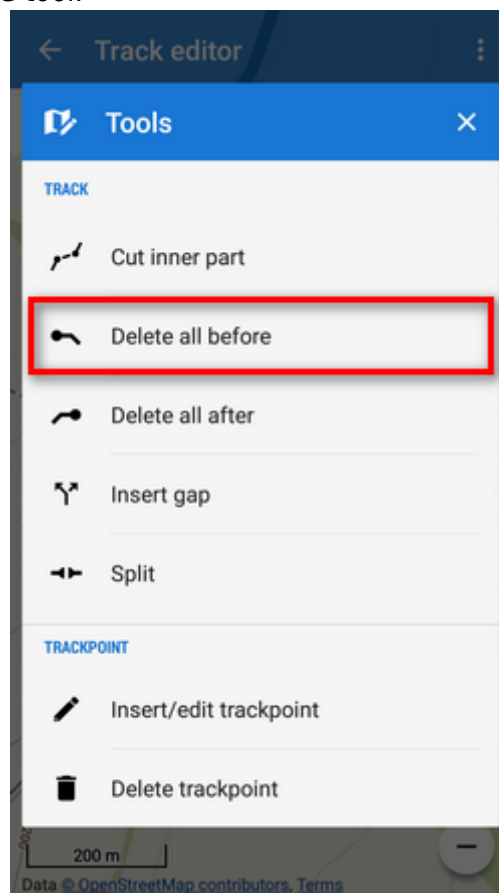 Track editor
Tools
TRACK
Cut inner part
Delete all before
Delete all after
Insert gap
Split
TRACKPOINT
Insert/edit trackpoint
Delete trackpoint
200 m
Data © OpenStreetMap contributors, Terms